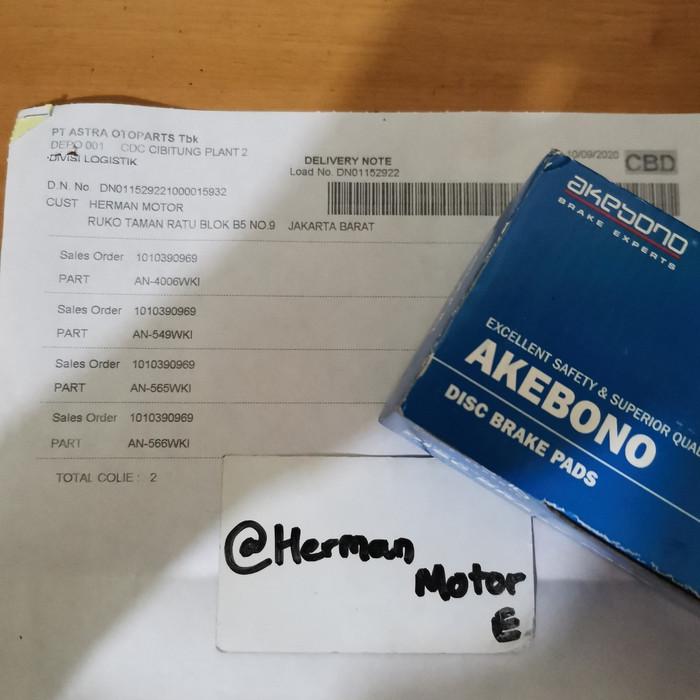 PT ASTRA OTOPARTS Tbk
DEPO 001 CDC CIBITUNG PLANT 2
DIVISI LOGISTIK
DELIVERY NOTE
Load No. DN01152922
10/09/2020 CBD
D.N. No. DN011529221000015932
CUST HERMAN MOTOR
RUKO TAMAN RATU BLOK B5 NO.9 JAKARTA BARAT
Sales Order 1010390969
PART AN-4006WKI
Sales Order 1010390969
PART AN-549WKI
Sales Order 1010390969
PART AN-565WKI
Sales Order 1010390969
PART AN-566WKI
TOTAL COLIE : 2
akebono
BRAKE EXPERTS
EXCELLENT SAFETY & SUPERIOR QUA
AKEBONO
DISC BRAKE PADS
@Herman
Motor
E